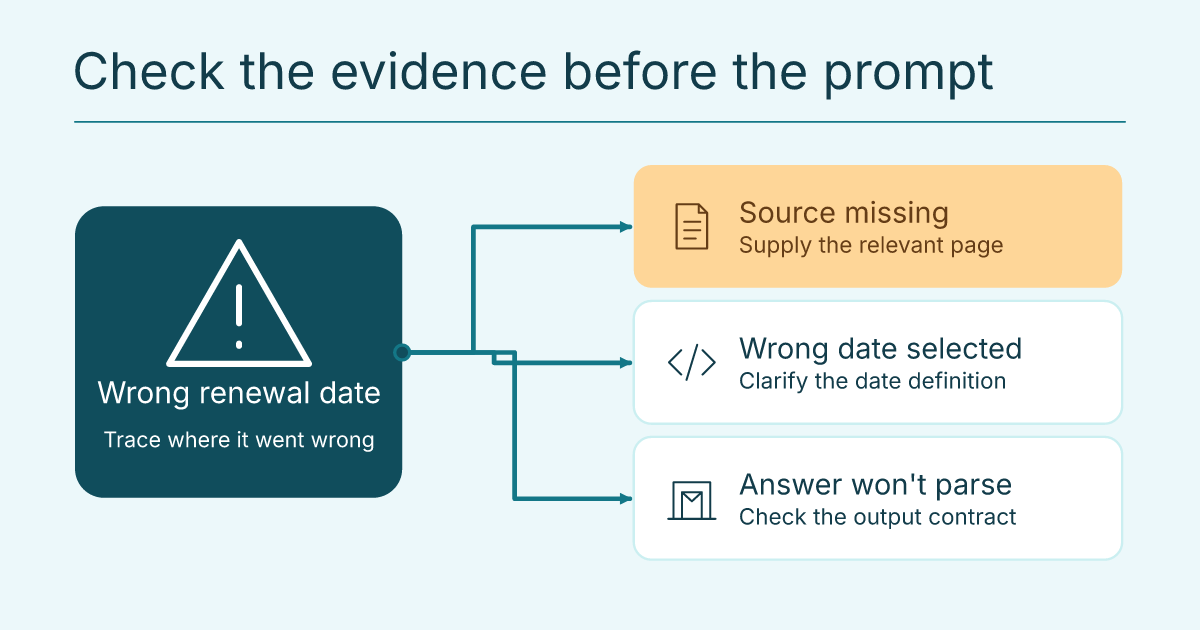 Check the evidence before the prompt
Wrong renewal date
Trace where it went wrong
Source missing
Supply the relevant page
Wrong date selected
Clarify the date definition
Answer won't parse
Check the output contract